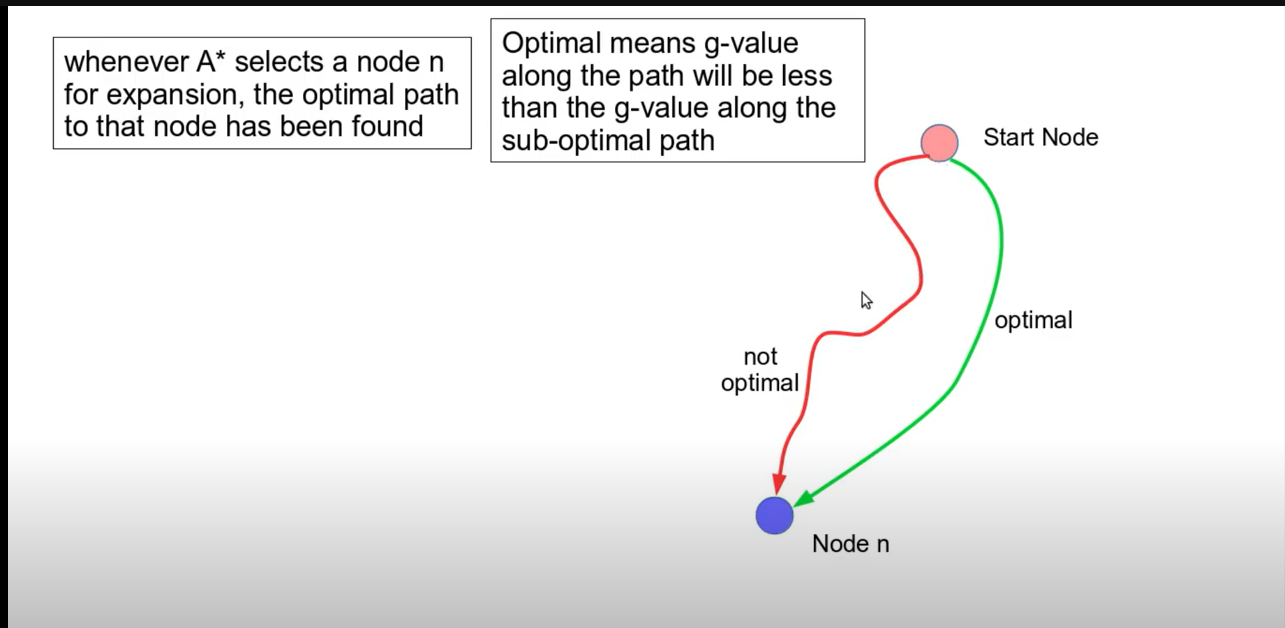 whenever A* selects a node n
for expansion, the optimal path
to that node has been found
Optimal means g-value
along the path will be less
than the g-value along the
sub-optimal path
Start Node
optimal
not
optimal
Node n